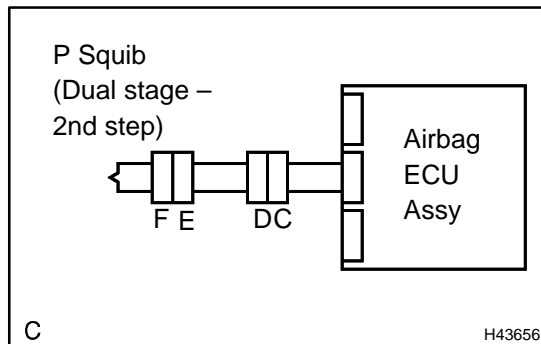 P Squib
(Dual stage –
2nd step)
Airbag
ECU
Assy
F E DC
C
H43656